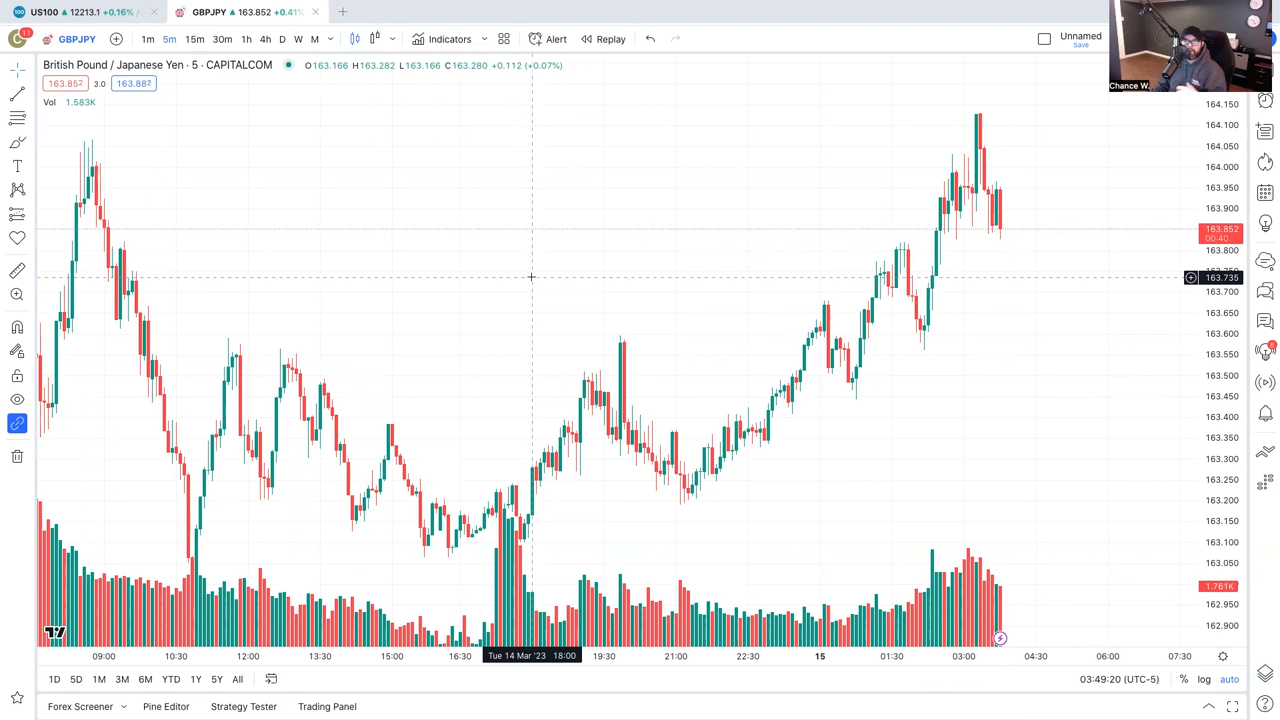 US100 ▲ 12213.1 +0.16% /
GBPJPY ▲ 163.852 +0.41%
11
GBPJPY
1m 5m 15m 30m 1h 4h D W M
Indicators
Alert
Replay
Unnamed
Save
Chance W.
British Pound / Japanese Yen · 5 · CAPITALCOM
O163.166 H163.282 L163.166 C163.280 +0.112 (+0.07%)
163.852 3.0 163.882
Vol 1.583K
164.150
164.100
164.050
164.000
163.950
163.900
163.852
00:40
163.800
163.735
163.700
163.650
163.600
163.550
163.500
163.450
163.400
163.350
163.300
163.250
163.200
163.150
163.100
163.050
1.761K
162.950
162.900
8
09:00 10:30 12:00 13:30 15:00 16:30 Tue 14 Mar '23 18:00 19:30 21:00 22:30 15 01:30 03:00 04:30 06:00 07:30
1D 5D 1M 3M 6M YTD 1Y 5Y All
03:49:20 (UTC-5) % log auto
Forex Screener Pine Editor Strategy Tester Trading Panel